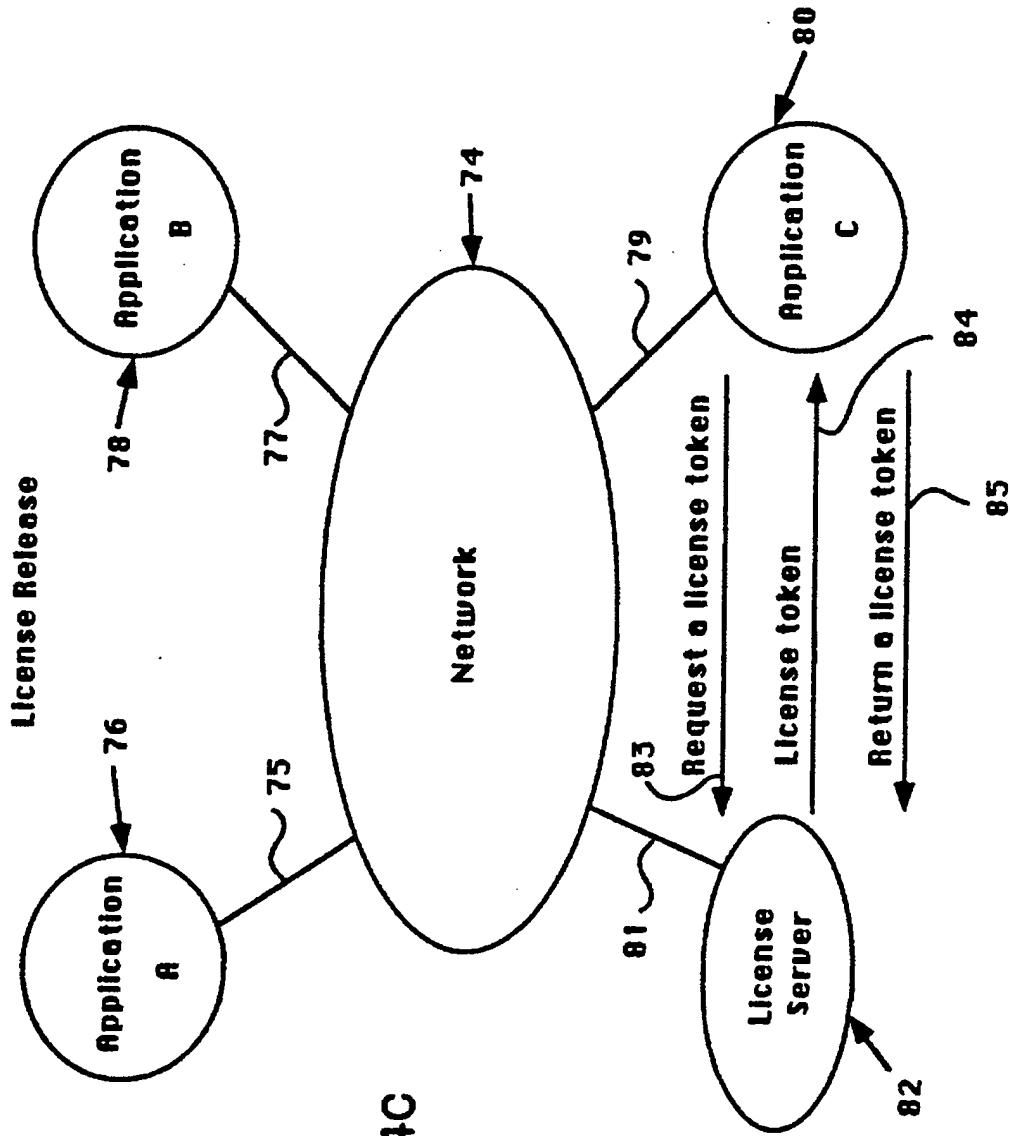 License Release
Application
A
76
75
78
Application
B
77
Network
74
81
83
79
Request a license token
License
Server
82
License token
Application
C
80
84
Return a license token
85